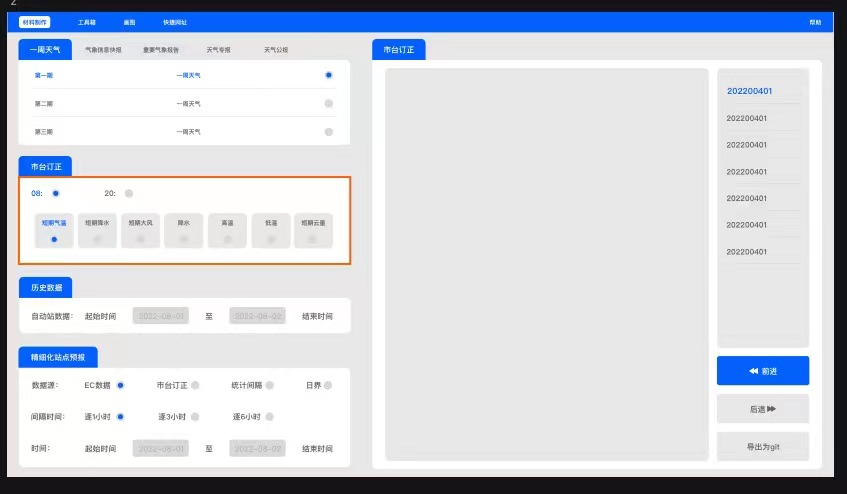 2
材料制作 工具箱 画图 快捷网址 帮助
一周天气 气象信息快报 重要气象报告 天气专报 天气公报
第一期 一周天气
第二期 一周天气
第三期 一周天气
市台订正
08: 20:
短期气温 短期降水 短期大风 降水 高温 低温 短期云量
历史数据
自动站数据: 起始时间 2022-08-01 至 2022-08-02 结束时间
精细化站点预报
数据源: EC数据 市台订正 统计间隔 日界
间隔时间: 逐1小时 逐3小时 逐6小时
时间: 起始时间 2022-08-01 至 2022-08-02 结束时间
市台订正
202200401
202200401
202200401
202200401
202200401
202200401
202200401
前进
后退
导出为git